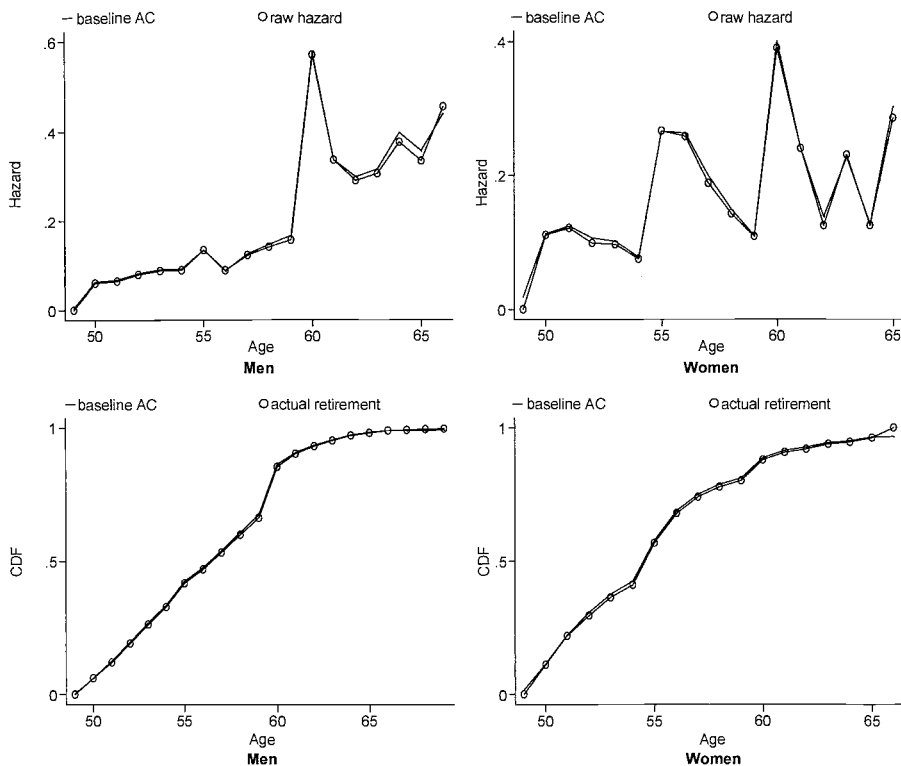 – baseline AC    o raw hazard
.6
.4
.2
0
Hazard
50    55    60    65
Age
Men
– baseline AC    o raw hazard
.4
.2
0
Hazard
50    55    60    65
Age
Women
– baseline AC    o actual retirement
1
.5
0
CDF
50    55    60    65
Age
Men
– baseline AC    o actual retirement
1
.5
0
CDF
50    55    60    65
Age
Women